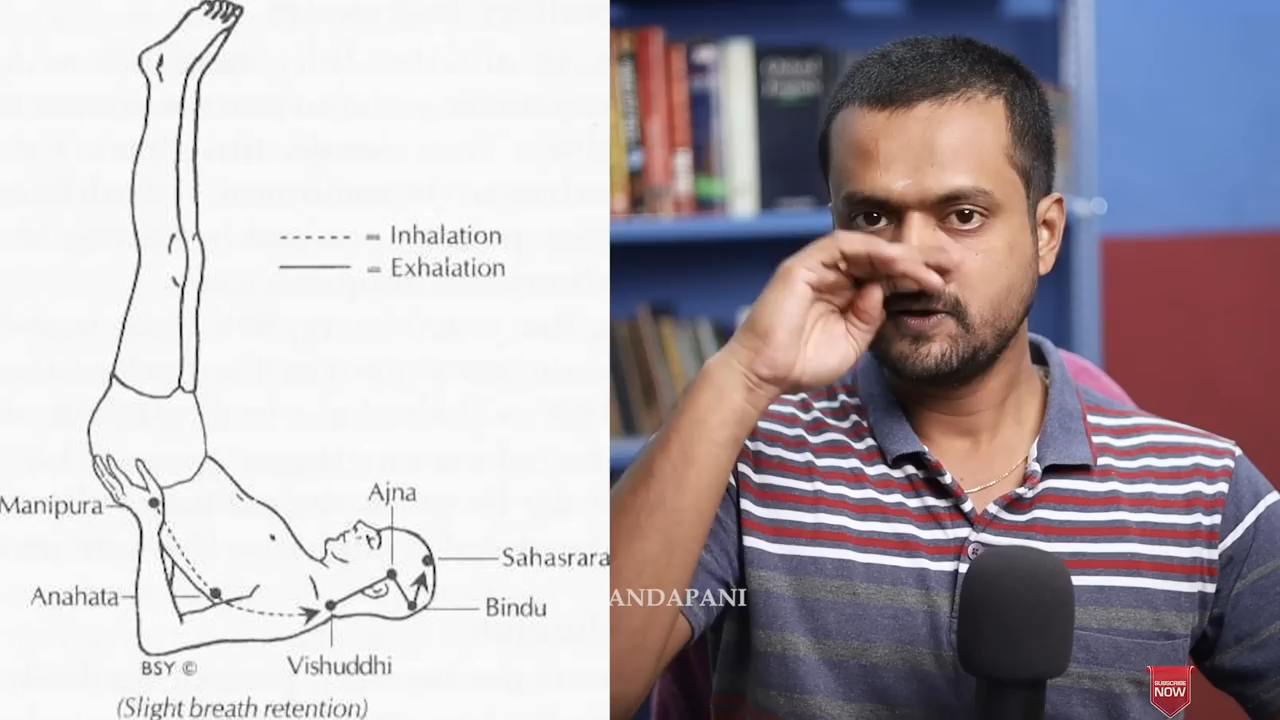 = Inhalation
= Exhalation
Ajna
Manipura
Sahasrara
Anahata
Bindu
ANDAPANI
BSY ©
Vishuddhi
(Slight breath retention)
SUBSCRIBE
NOW